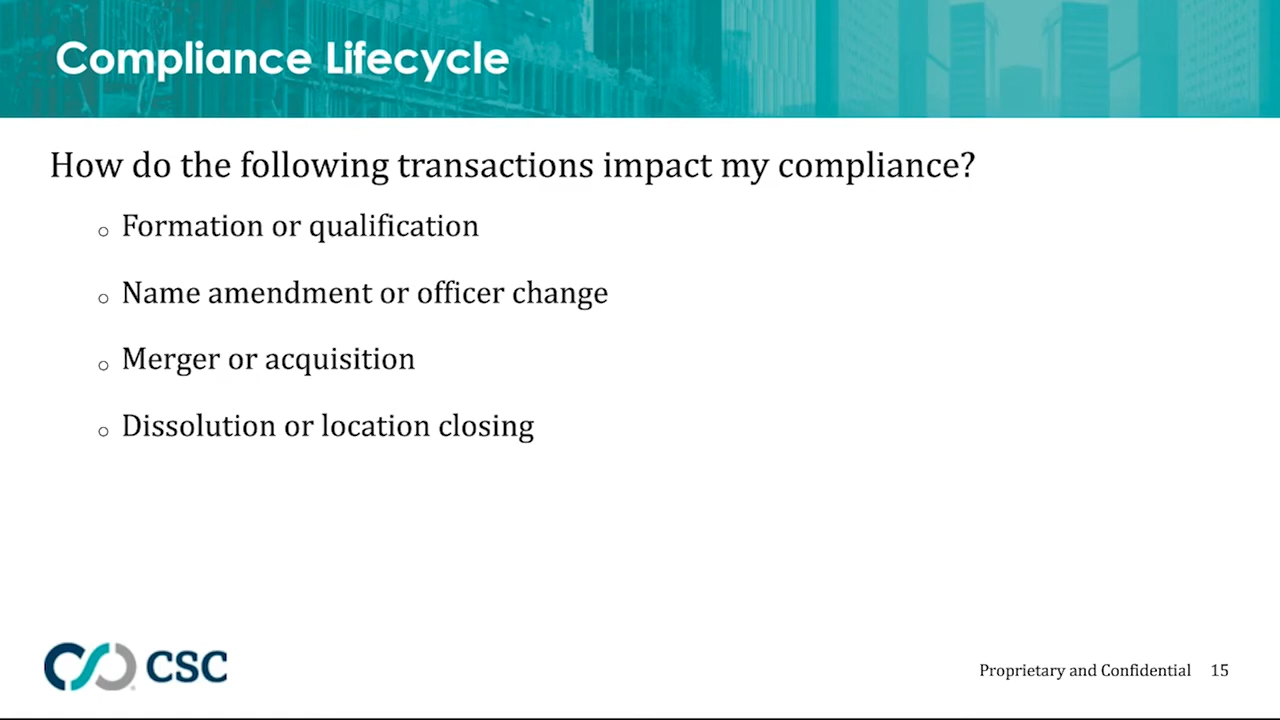 Compliance Lifecycle
How do the following transactions impact my compliance?
Formation or qualification
Name amendment or officer change
Merger or acquisition
Dissolution or location closing
CSC
Proprietary and Confidential 15